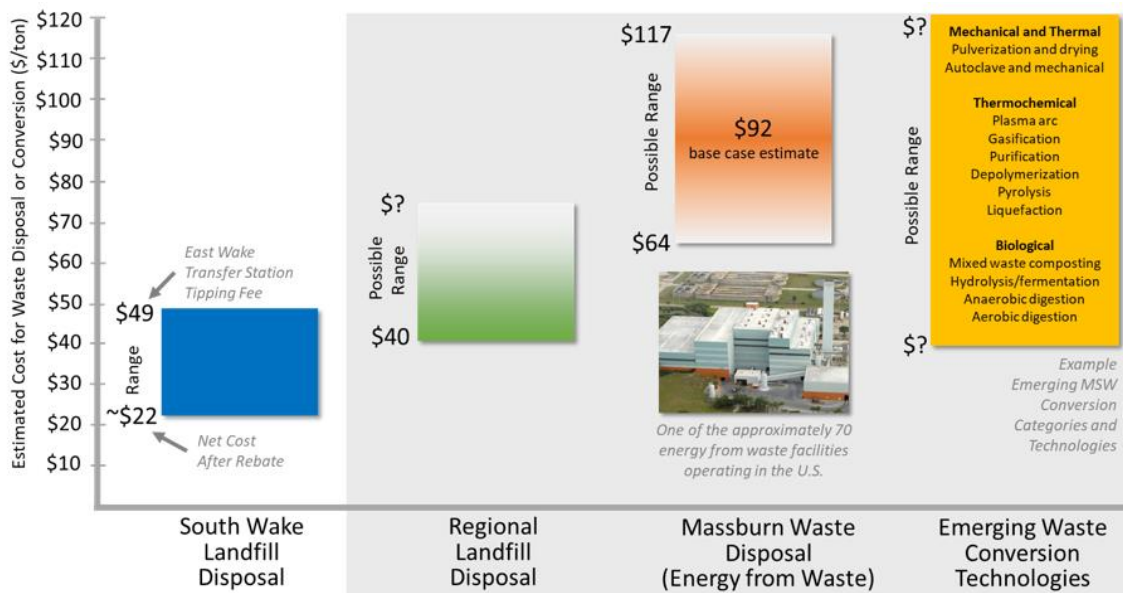 Estimated Cost for Waste Disposal or Conversion ($/ton)
$120
$110
$100
$90
$80
$70
$60
$50
$40
$30
$20
$10
East Wake
Transfer Station
Tipping Fee
$49
Range
~$22
Net Cost
After Rebate
South Wake
Landfill
Disposal
$?
Possible
Range
$40
Regional
Landfill
Disposal
$117
Possible Range
$92
base case estimate
$64
One of the approximately 70
energy from waste facilities
operating in the U.S.
Massburn Waste
Disposal
(Energy from Waste)
$?
Possible Range
$?
Mechanical and Thermal
Pulverization and drying
Autoclave and mechanical
Thermochemical
Plasma arc
Gasification
Purification
Depolymerization
Pyrolysis
Liquefaction
Biological
Mixed waste composting
Hydrolysis/fermentation
Anaerobic digestion
Aerobic digestion
Example
Emerging MSW
Conversion
Categories and
Technologies
Emerging Waste
Conversion
Technologies